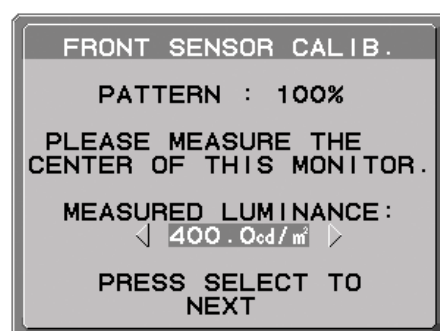 FRONT SENSOR CALIB.
PATTERN : 100%
PLEASE MEASURE THE
CENTER OF THIS MONITOR.
MEASURED LUMINANCE:
400.0cd/㎡
PRESS SELECT TO
NEXT